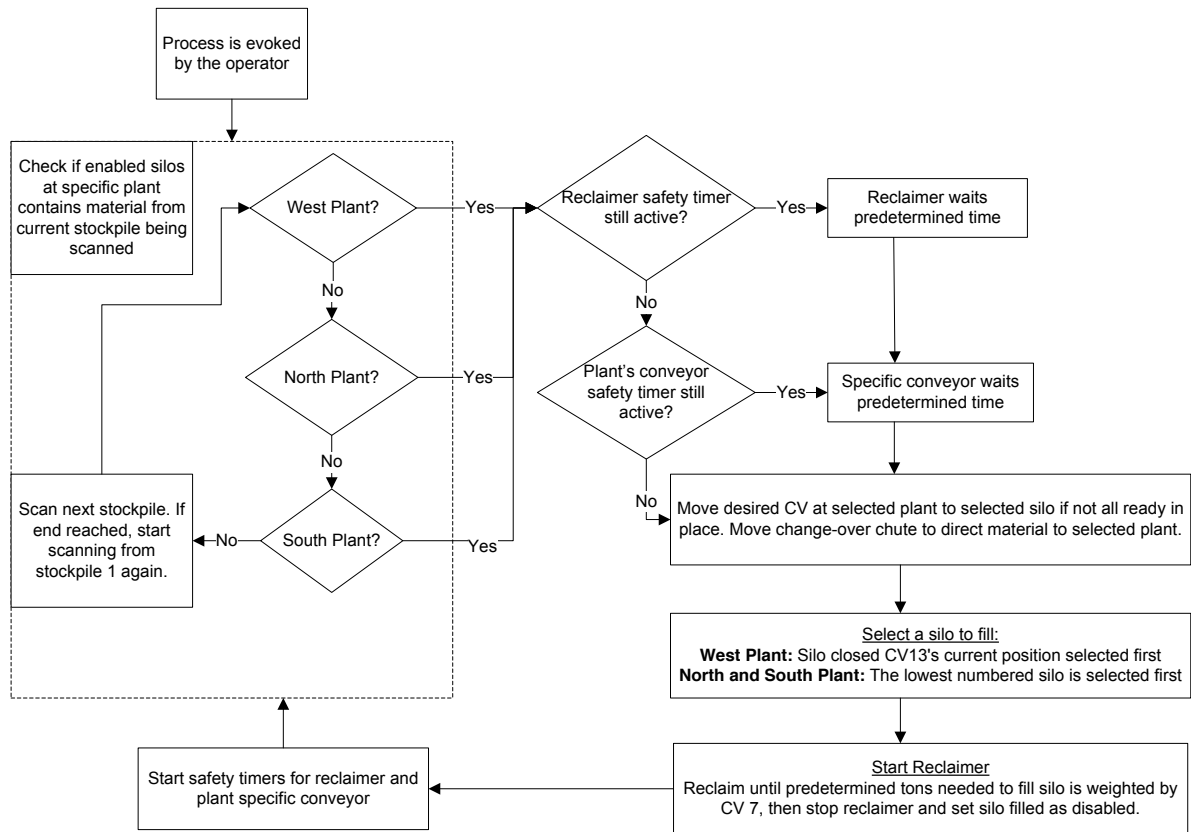 Process is evoked
by the operator
Check if enabled silos
at specific plant
contains material from
current stockpile being
scanned
West Plant?
Yes
Reclaimer safety timer
still active?
Yes
Reclaimer waits
predetermined time
No
No
North Plant?
Yes
Plant's conveyor
safety timer still
active?
Yes
Specific conveyor waits
predetermined time
No
No
Scan next stockpile. If
end reached, start
scanning from
stockpile 1 again.
No
South Plant?
Yes
Move desired CV at selected plant to selected silo if not all ready in
place. Move change-over chute to direct material to selected plant.
Select a silo to fill:
West Plant: Silo closed CV13's current position selected first
North and South Plant: The lowest numbered silo is selected first
Start Reclaimer
Reclaim until predetermined tons needed to fill silo is weighted by
CV 7, then stop reclaimer and set silo filled as disabled.
Start safety timers for reclaimer and
plant specific conveyor